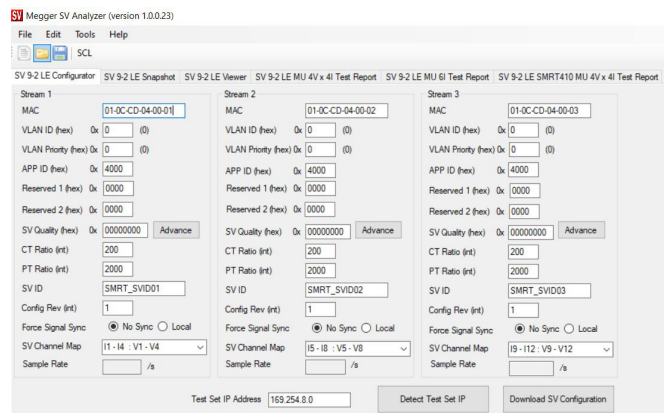 SV Megger SV Analyzer (version 1.0.0.23)
File Edit Tools Help
SCL
SV 9-2 LE Configurator SV 9-2 LE Snapshot SV 9-2 LE Viewer SV 9-2 LE MU 4V x 4I Test Report SV 9-2 LE MU 6I Test Report SV 9-2 LE SMRT410 MU 4V x 4I Test Report
Stream 1 Stream 2 Stream 3
MAC 01-0C-CD-04-00-01 MAC 01-0C-CD-04-00-02 MAC 01-0C-CD-04-00-03
VLAN ID (hex) 0x 0 (0) VLAN ID (hex) 0x 0 (0) VLAN ID (hex) 0x 0 (0)
VLAN Priority (hex) 0x 0 (0) VLAN Priority (hex) 0x 0 (0) VLAN Priority (hex) 0x 0 (0)
APP ID (hex) 0x 4000 APP ID (hex) 0x 4000 APP ID (hex) 0x 4000
Reserved 1 (hex) 0x 0000 Reserved 1 (hex) 0x 0000 Reserved 1 (hex) 0x 0000
Reserved 2 (hex) 0x 0000 Reserved 2 (hex) 0x 0000 Reserved 2 (hex) 0x 0000
SV Quality (hex) 0x 00000000 Advance SV Quality (hex) 0x 00000000 Advance SV Quality (hex) 0x 00000000 Advance
CT Ratio (int) 200 CT Ratio (int) 200 CT Ratio (int) 200
PT Ratio (int) 2000 PT Ratio (int) 2000 PT Ratio (int) 2000
SV ID SMRT_SVID01 SV ID SMRT_SVID02 SV ID SMRT_SVID03
Config Rev (int) 1 Config Rev (int) 1 Config Rev (int) 1
Force Signal Sync No Sync Local Force Signal Sync No Sync Local Force Signal Sync No Sync Local
SV Channel Map I1 - I4 : V1 - V4 SV Channel Map I5 - I8 : V5 - V8 SV Channel Map I9 - I12 : V9 - V12
Sample Rate /s Sample Rate /s Sample Rate /s
Test Set IP Address 169.254.8.0 Detect Test Set IP Download SV Configuration